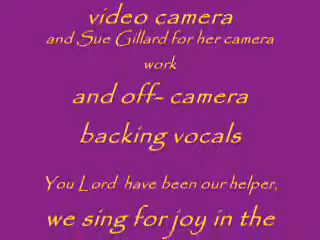 video camera
and Sue Gillard for her camera
work
and off- camera
backing vocals
You Lord have been our helper,
we sing for joy in the